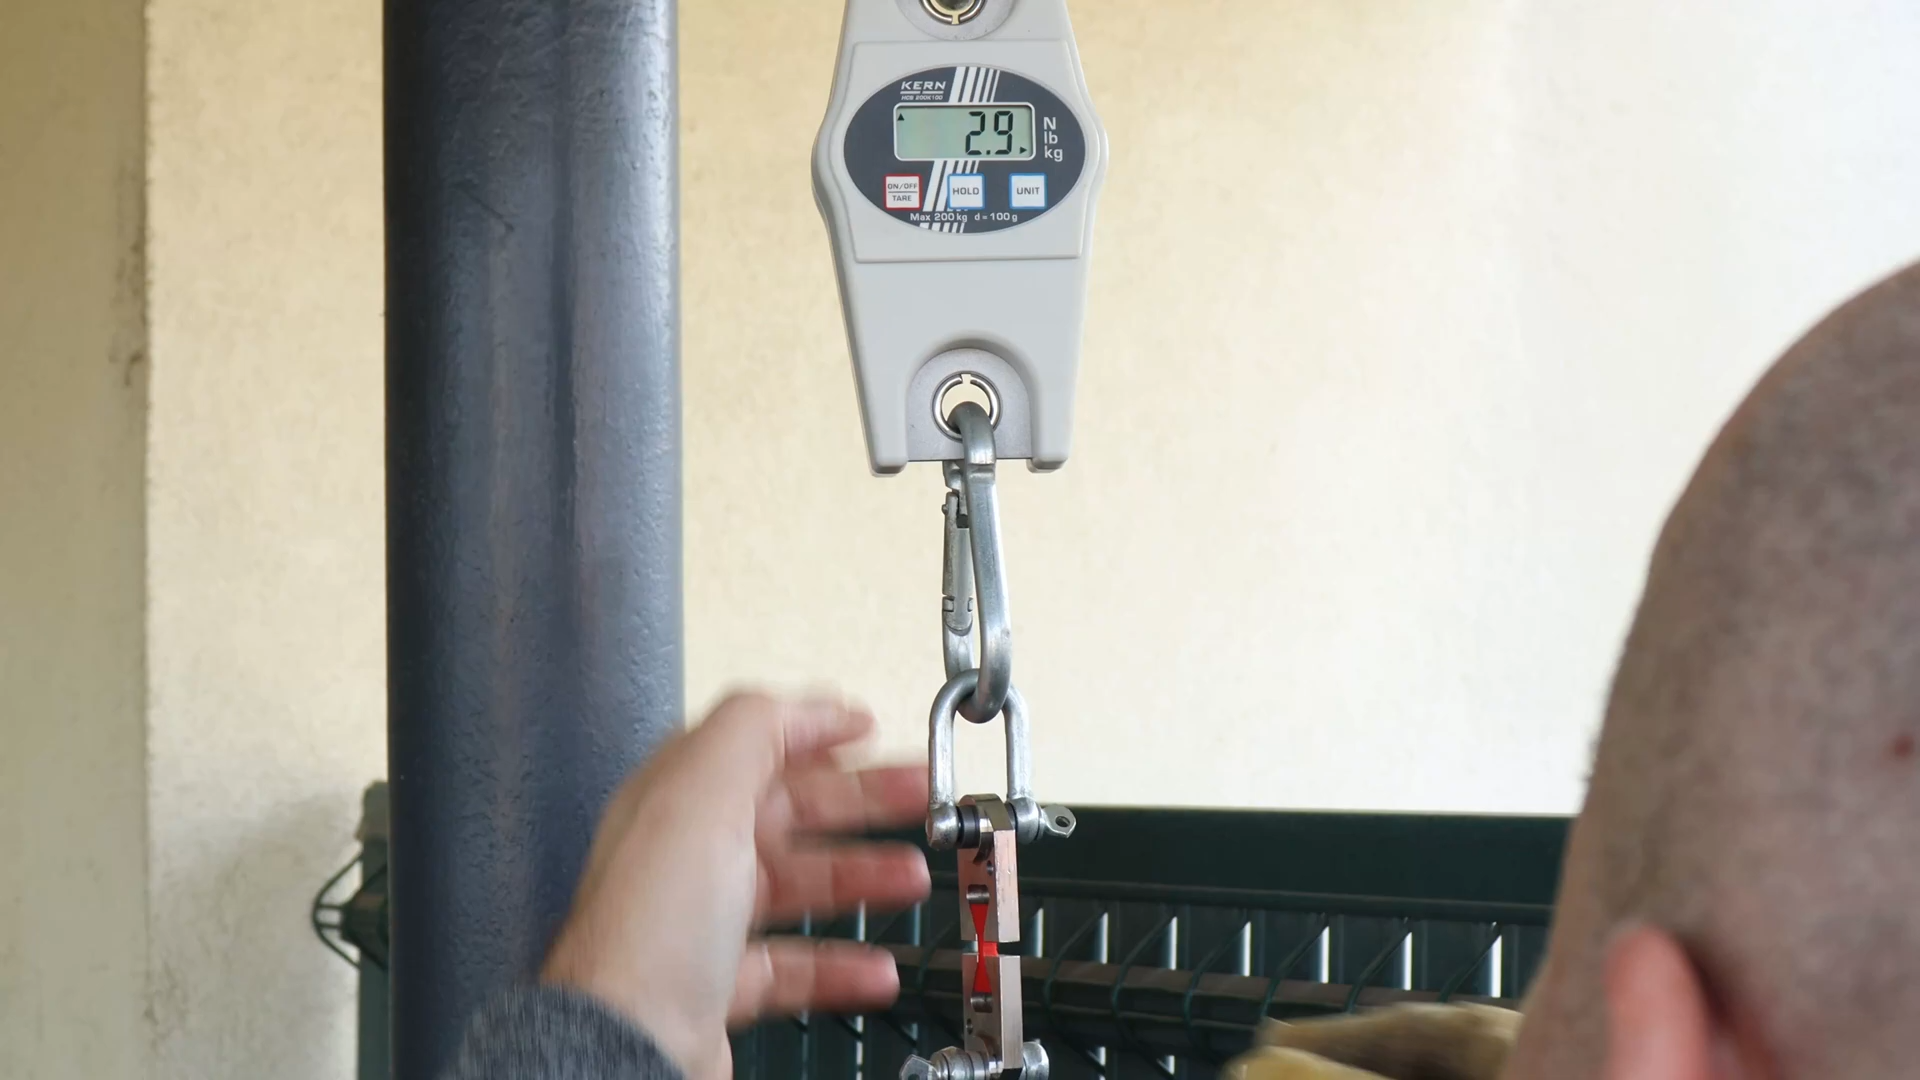 KERN
HCB 200K100
2.9
N
lb
kg
ON/OFF
TARE
HOLD
UNIT
Max 200 kg d = 100 g